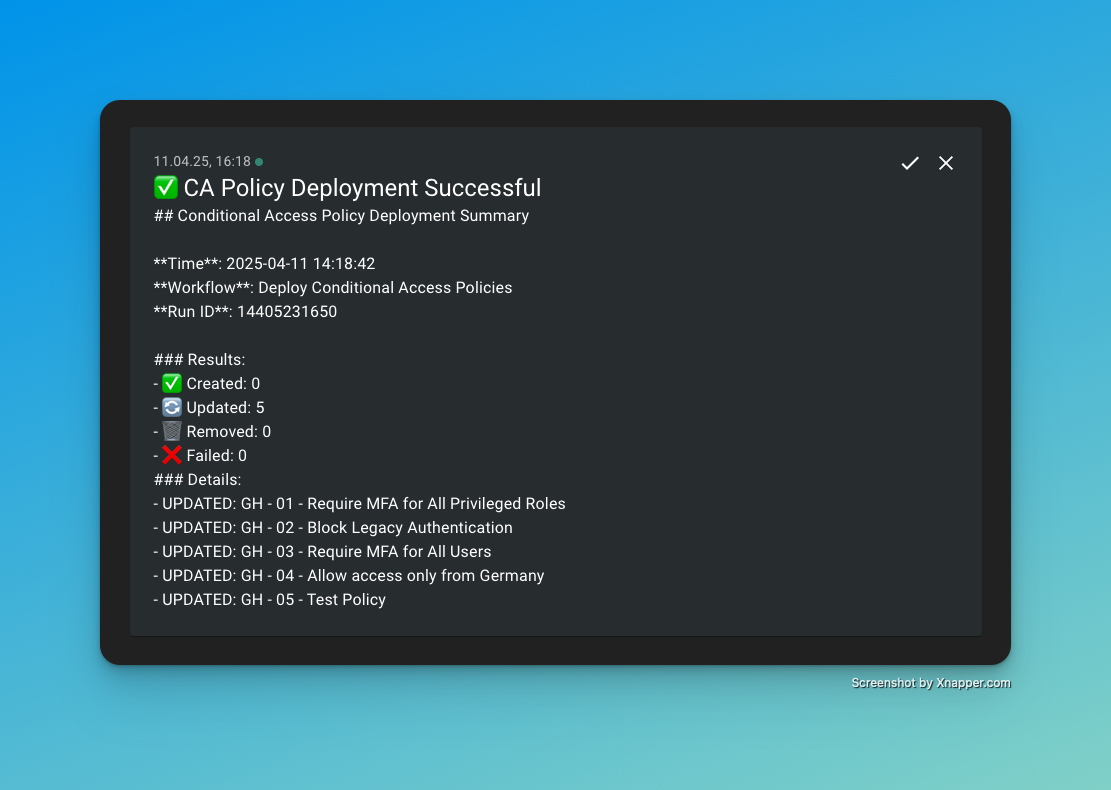 11.04.25, 16:18
✅ CA Policy Deployment Successful
## Conditional Access Policy Deployment Summary
**Time**: 2025-04-11 14:18:42
**Workflow**: Deploy Conditional Access Policies
**Run ID**: 14405231650
### Results:
- ✅ Created: 0
- 🔄 Updated: 5
- 🗑️ Removed: 0
- ❌ Failed: 0
### Details:
- UPDATED: GH - 01 - Require MFA for All Privileged Roles
- UPDATED: GH - 02 - Block Legacy Authentication
- UPDATED: GH - 03 - Require MFA for All Users
- UPDATED: GH - 04 - Allow access only from Germany
- UPDATED: GH - 05 - Test Policy
Screenshot by Xnapper.com